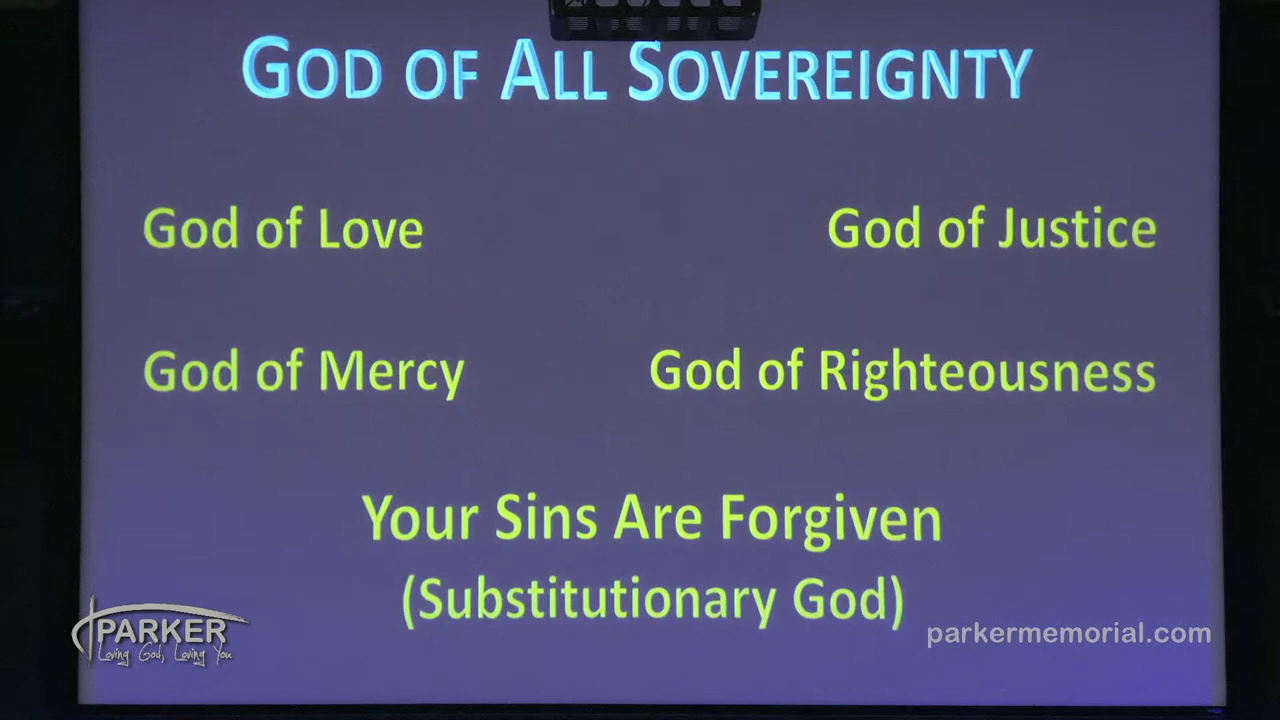 GOD OF ALL SOVEREIGNTY
God of Love
God of Justice
God of Mercy
God of Righteousness
Your Sins Are Forgiven
(Substitutionary God)
PARKER
Loving God, Loving You
parkermemorial.com